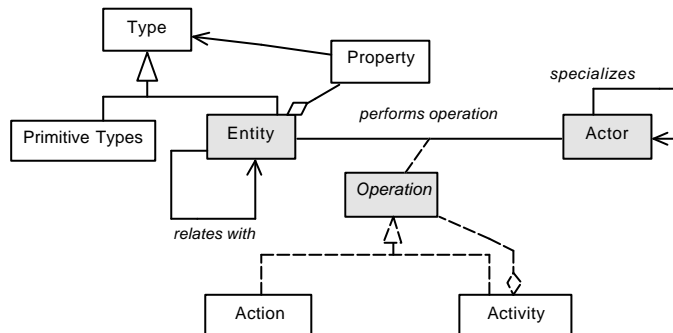 Type
Property
specializes
performs operation
Primitive Types
Entity
Actor
Operation
relates with
Action
Activity